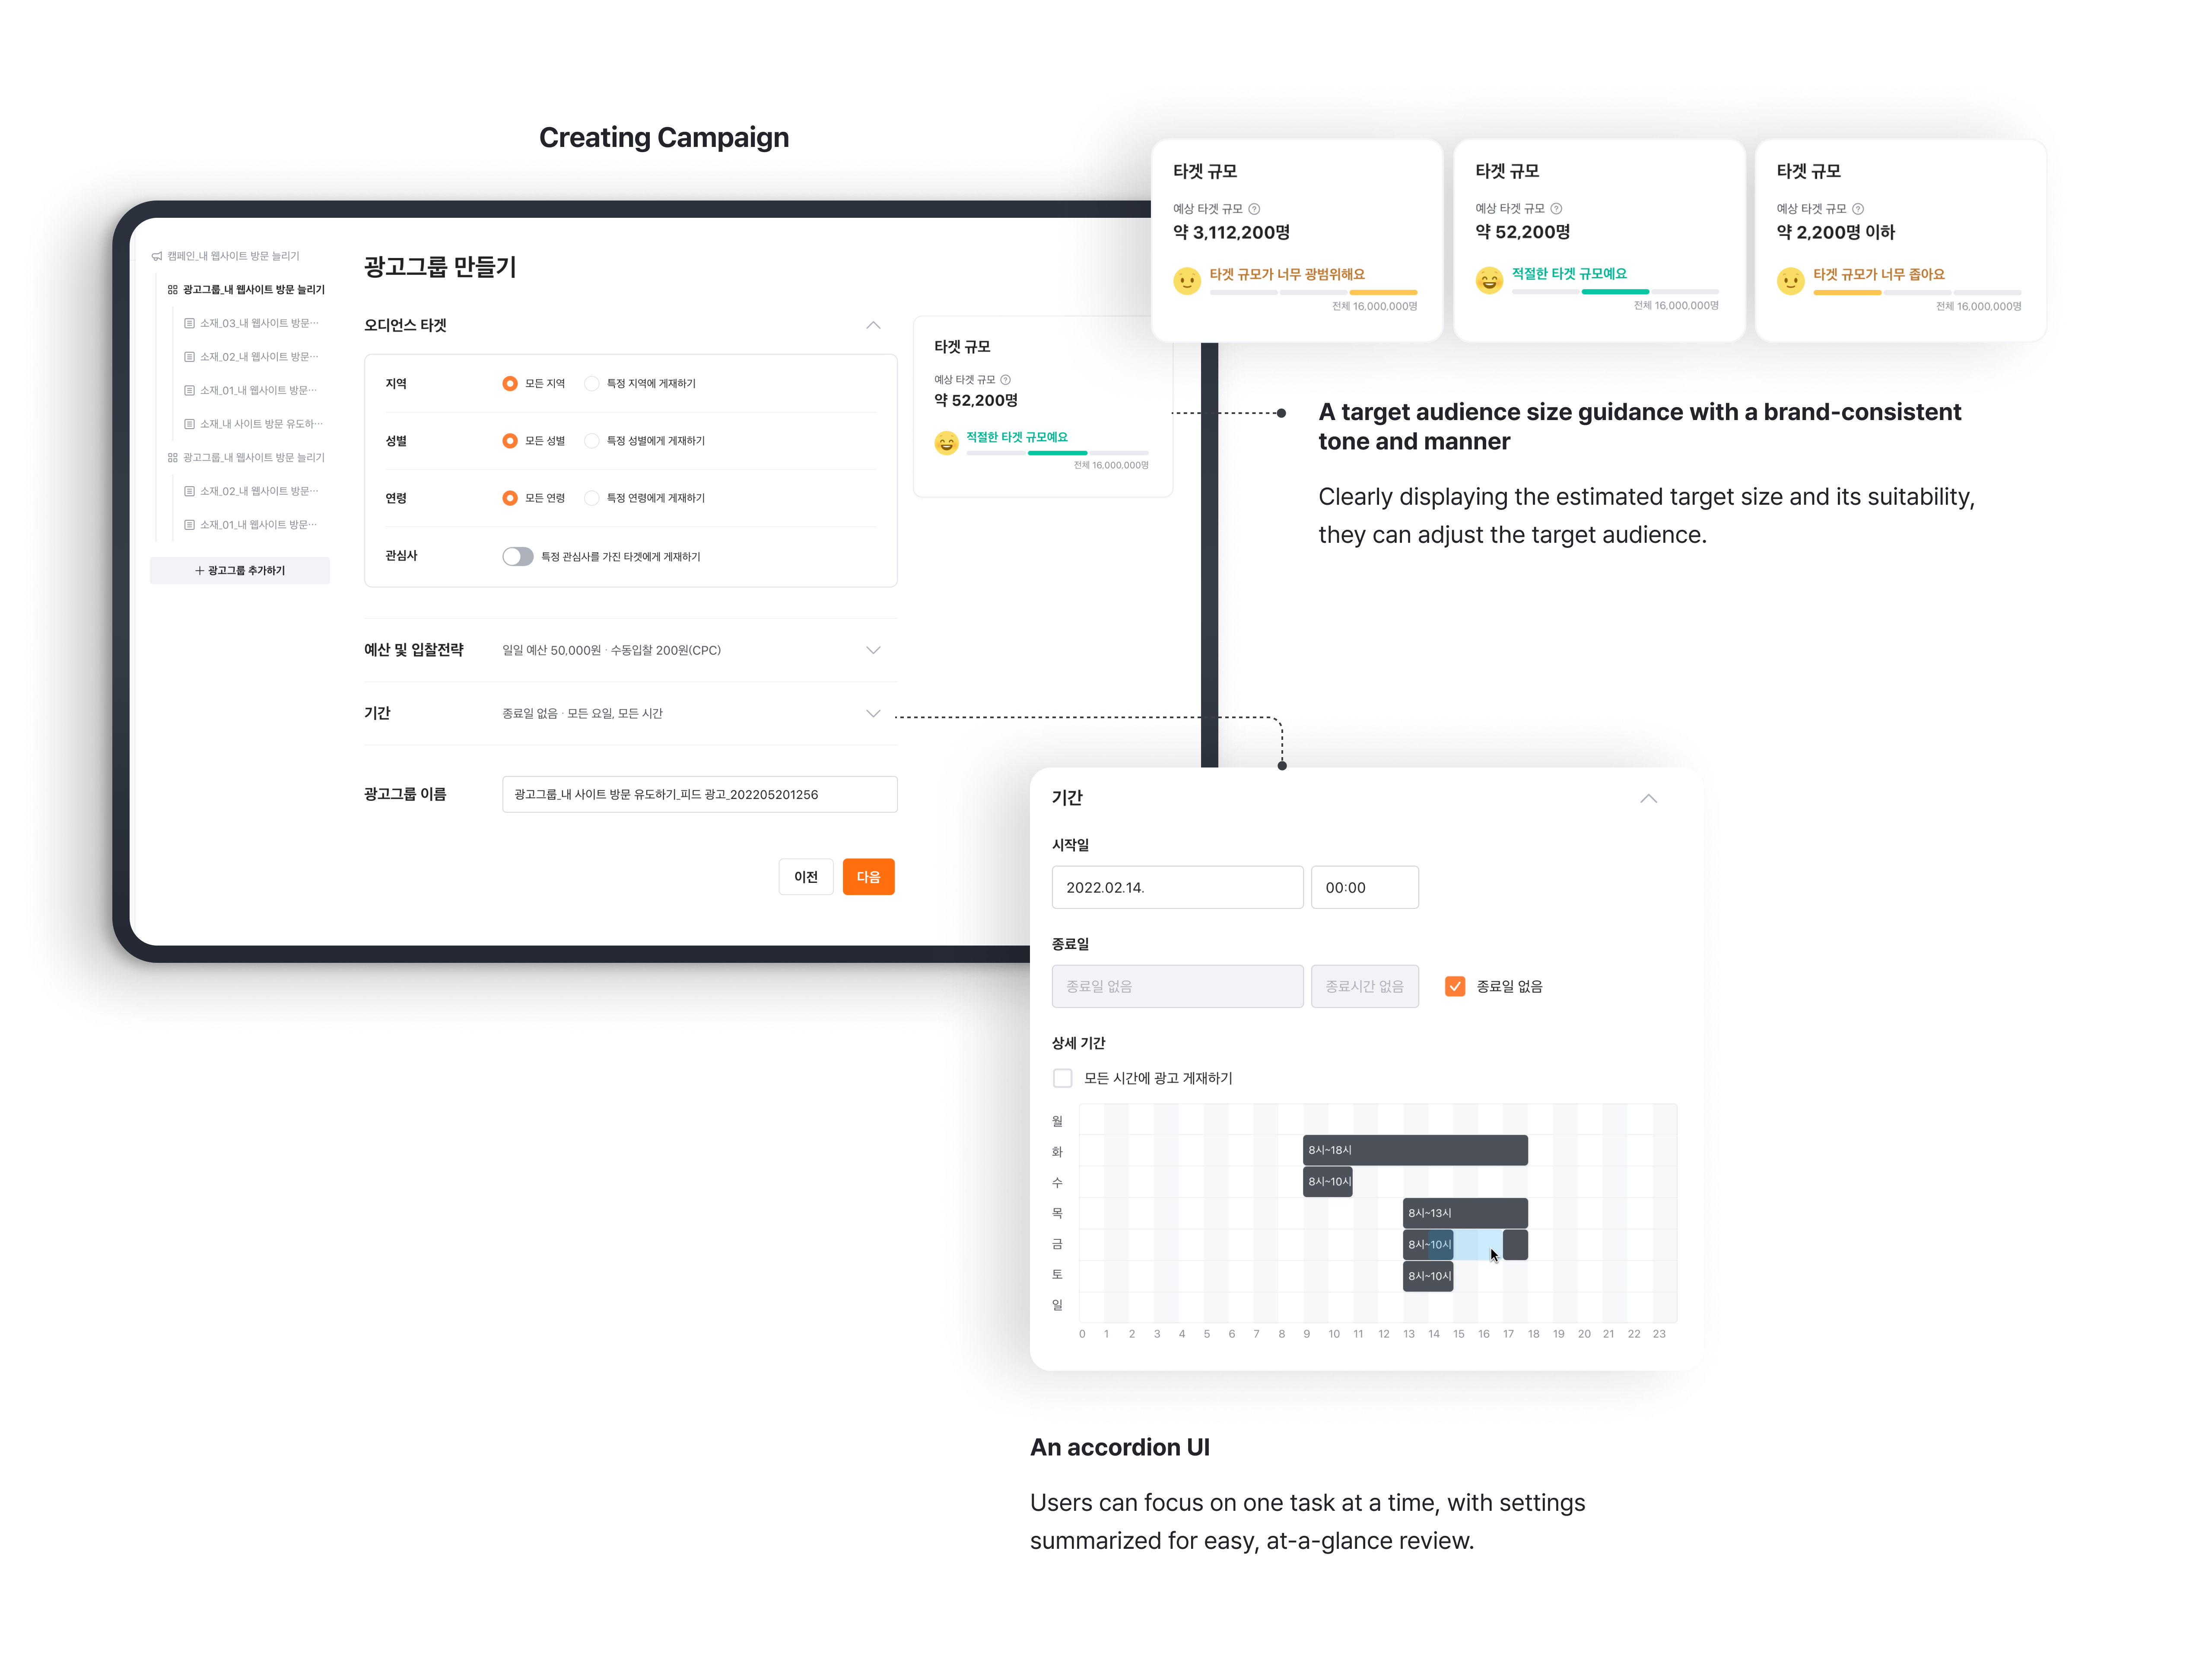 Creating Campaign
캠페인_내 웹사이트 방문 늘리기
광고그룹_내 웹사이트 방문 늘리기
소재_03_내 웹사이트 방문…
소재_02_내 웹사이트 방문…
소재_01_내 웹사이트 방문…
소재_내 사이트 방문 유도하…
광고그룹_내 웹사이트 방문 늘리기
소재_02_내 웹사이트 방문…
소재_01_내 웹사이트 방문…
+ 광고그룹 추가하기
광고그룹 만들기
오디언스 타겟
지역 모든 지역 특정 지역에 게재하기
성별 모든 성별 특정 성별에게 게재하기
연령 모든 연령 특정 연령에게 게재하기
관심사 특정 관심사를 가진 타겟에게 게재하기
예산 및 입찰전략 일일 예산 50,000원 · 수동입찰 200원(CPC)
기간 종료일 없음 · 모든 요일, 모든 시간
광고그룹 이름 광고그룹_내 사이트 방문 유도하기_피드 광고_202205201256
이전 다음
타겟 규모
예상 타겟 규모 ?
약 52,200명
적절한 타겟 규모예요
전체 16,000,000명
타겟 규모
예상 타겟 규모 ?
약 3,112,200명
타겟 규모가 너무 광범위해요
전체 16,000,000명
타겟 규모
예상 타겟 규모 ?
약 52,200명
적절한 타겟 규모예요
전체 16,000,000명
타겟 규모
예상 타겟 규모 ?
약 2,200명 이하
타겟 규모가 너무 좁아요
전체 16,000,000명
A target audience size guidance with a brand-consistent
tone and manner
Clearly displaying the estimated target size and its suitability,
they can adjust the target audience.
기간
시작일
2022.02.14. 00:00
종료일
종료일 없음 종료시간 없음 종료일 없음
상세 기간
모든 시간에 광고 게재하기
월
화 8시~18시
수 8시~10시
목 8시~13시
금 8시~10시
토 8시~10시
일
0 1 2 3 4 5 6 7 8 9 10 11 12 13 14 15 16 17 18 19 20 21 22 23
An accordion UI
Users can focus on one task at a time, with settings
summarized for easy, at-a-glance review.